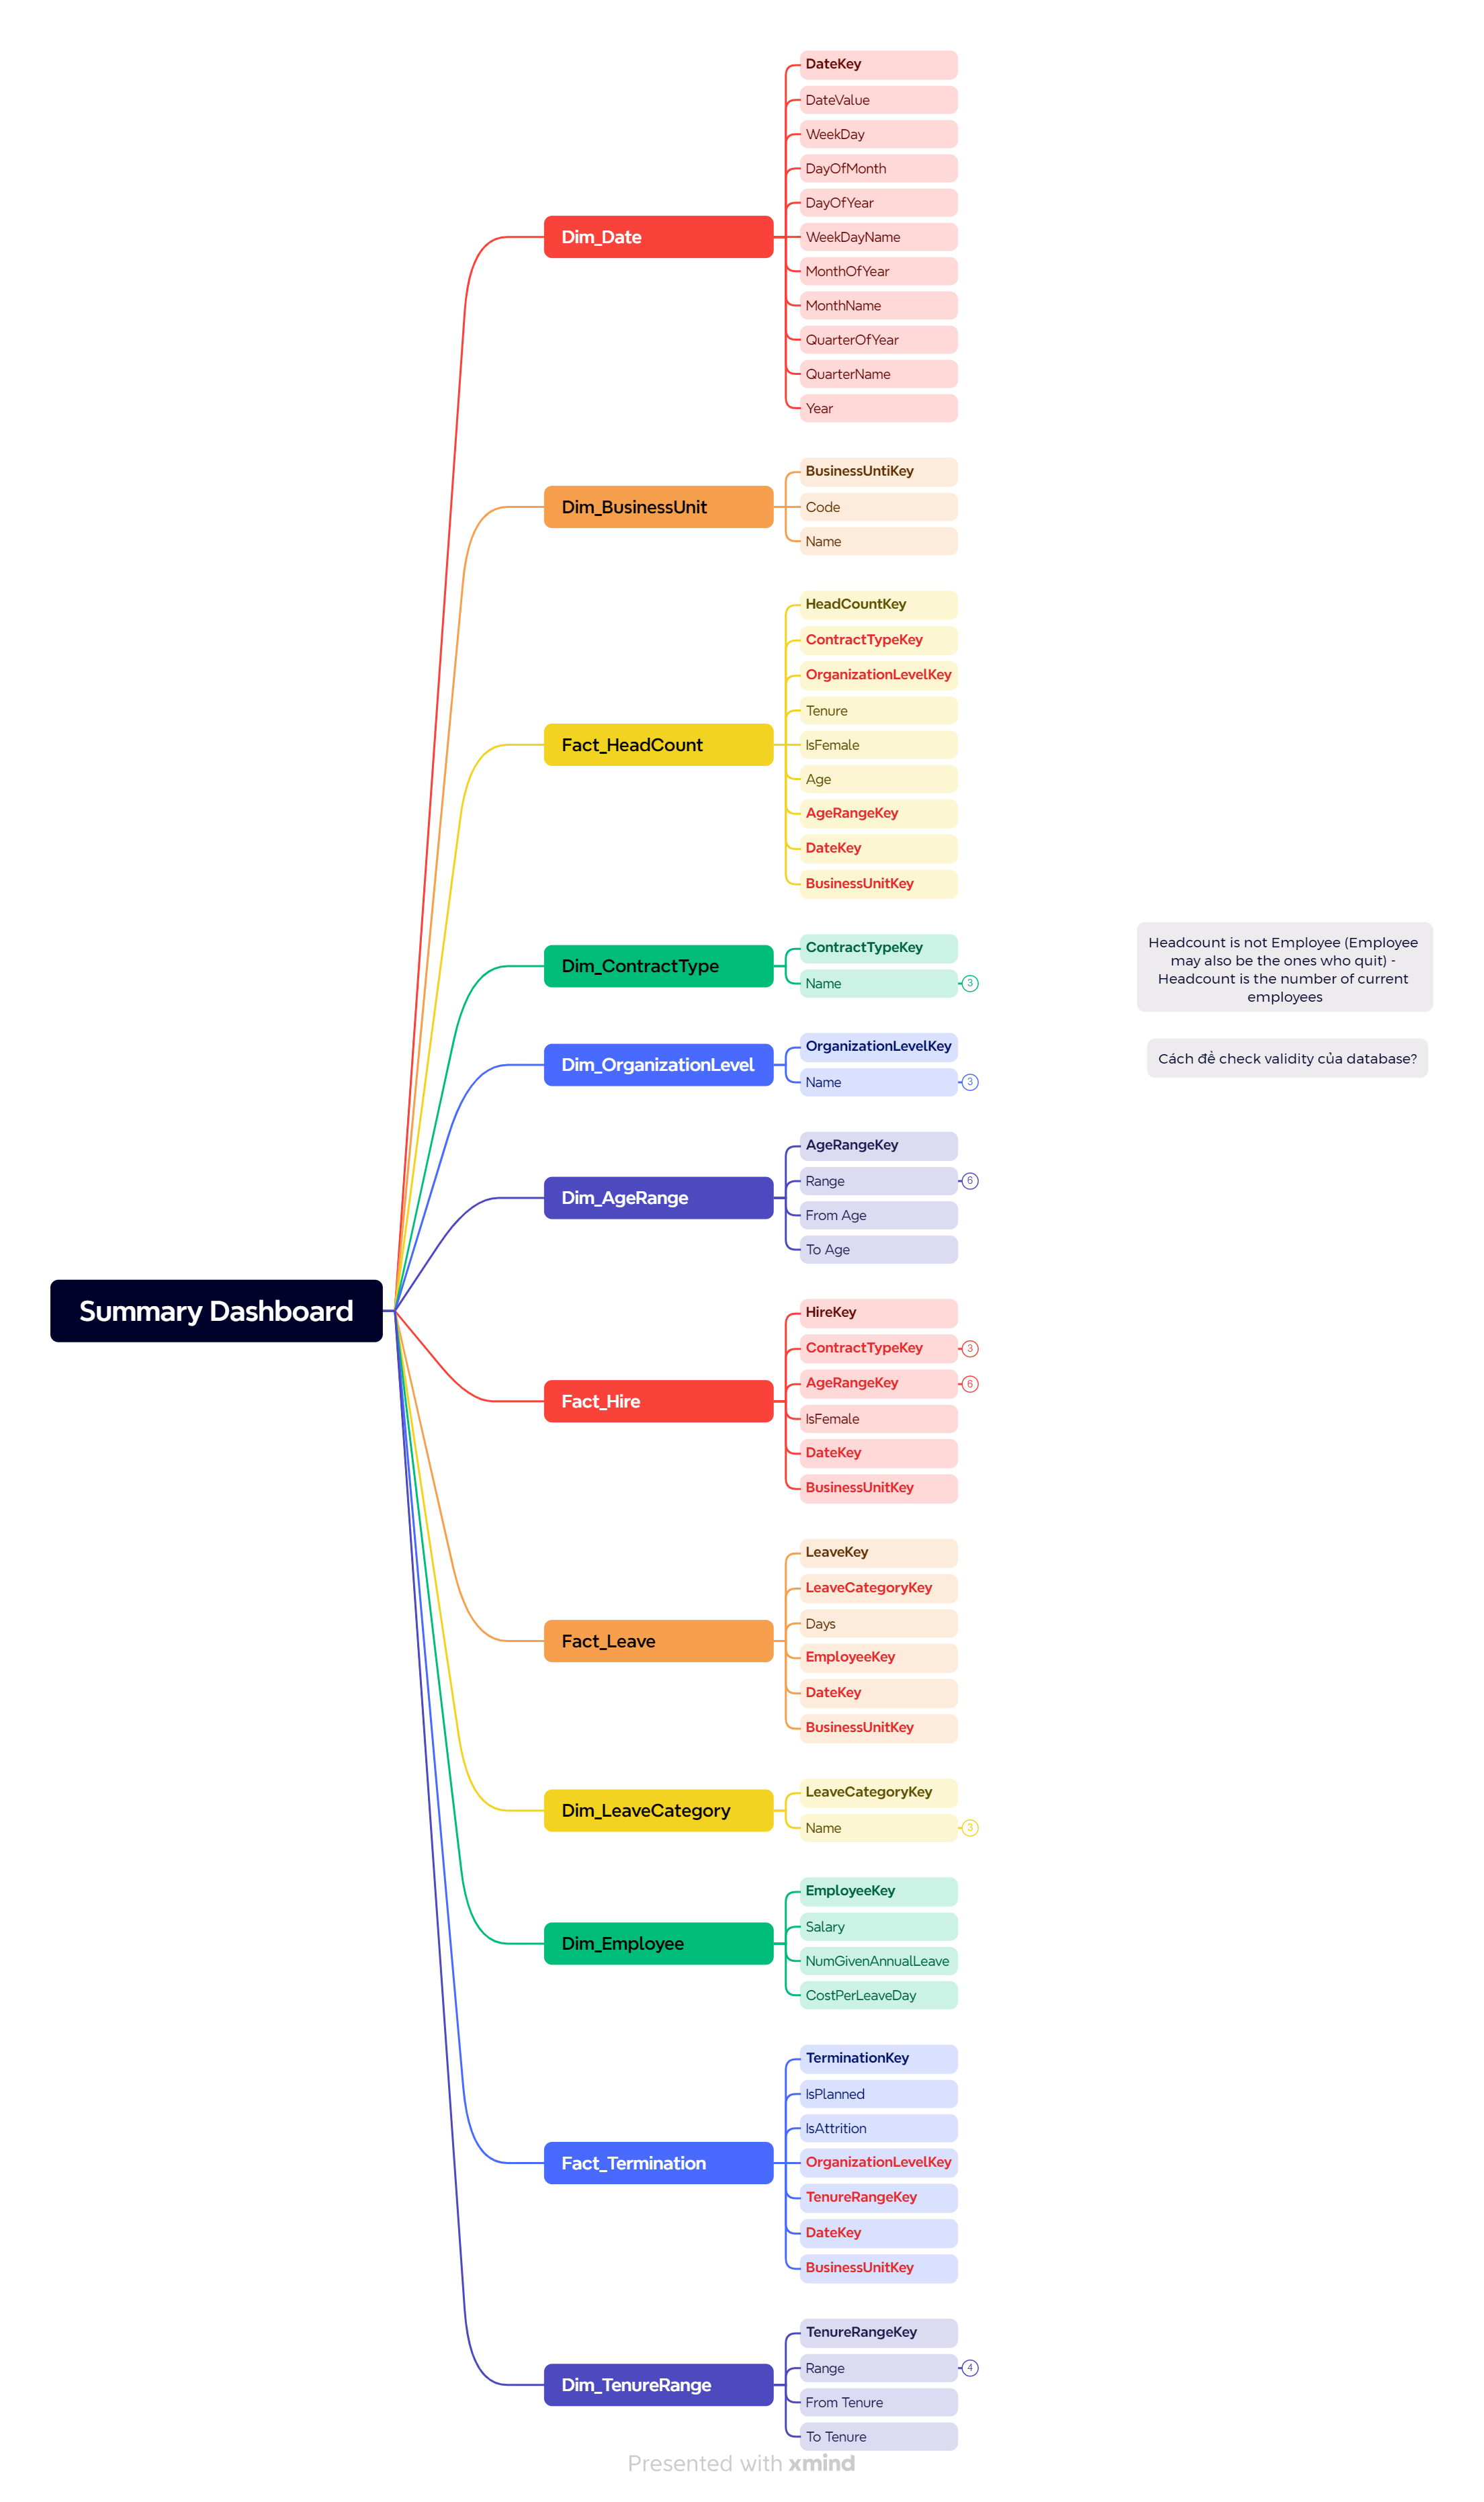 Summary Dashboard
Dim_Date
DateKey
DateValue
WeekDay
DayOfMonth
DayOfYear
WeekDayName
MonthOfYear
MonthName
QuarterOfYear
QuarterName
Year
Dim_BusinessUnit
BusinessUntiKey
Code
Name
Fact_HeadCount
HeadCountKey
ContractTypeKey
OrganizationLevelKey
Tenure
IsFemale
Age
AgeRangeKey
DateKey
BusinessUnitKey
Dim_ContractType
ContractTypeKey
Name
3
Dim_OrganizationLevel
OrganizationLevelKey
Name
3
Dim_AgeRange
AgeRangeKey
Range
6
From Age
To Age
Fact_Hire
HireKey
ContractTypeKey
3
AgeRangeKey
6
IsFemale
DateKey
BusinessUnitKey
Fact_Leave
LeaveKey
LeaveCategoryKey
Days
EmployeeKey
DateKey
BusinessUnitKey
Dim_LeaveCategory
LeaveCategoryKey
Name
3
Dim_Employee
EmployeeKey
Salary
NumGivenAnnualLeave
CostPerLeaveDay
Fact_Termination
TerminationKey
IsPlanned
IsAttrition
OrganizationLevelKey
TenureRangeKey
DateKey
BusinessUnitKey
Dim_TenureRange
TenureRangeKey
Range
4
From Tenure
To Tenure
Headcount is not Employee (Employee
may also be the ones who quit) -
Headcount is the number of current
employees
Cách để check validity của database?
Presented with xmind